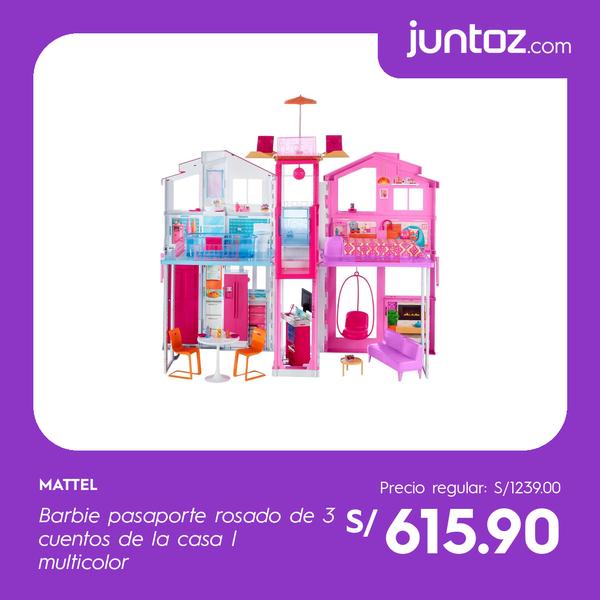 juntoz.com
MATTEL
Barbie pasaporte rosado de 3
cuentos de la casa |
multicolor
Precio regular: S/1239.00
S/ 615.90